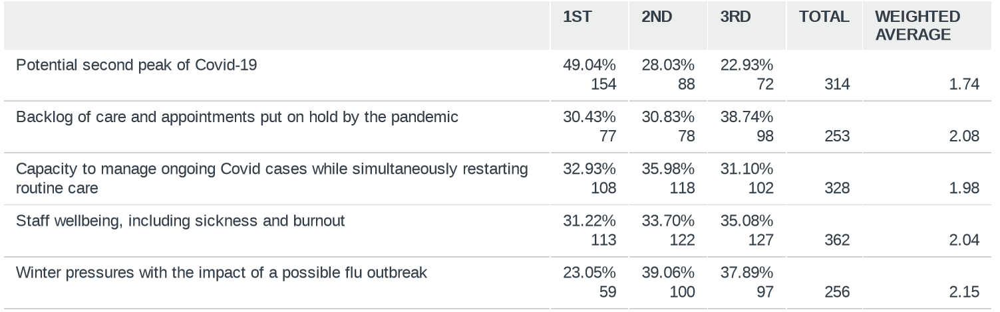 1ST 2ND 3RD TOTAL WEIGHTED
AVERAGE
Potential second peak of Covid-19 49.04% 28.03% 22.93%
154 88 72 314 1.74
Backlog of care and appointments put on hold by the pandemic 30.43% 30.83% 38.74%
77 78 98 253 2.08
Capacity to manage ongoing Covid cases while simultaneously restarting 32.93% 35.98% 31.10%
routine care 108 118 102 328 1.98
Staff wellbeing, including sickness and burnout 31.22% 33.70% 35.08%
113 122 127 362 2.04
Winter pressures with the impact of a possible flu outbreak 23.05% 39.06% 37.89%
59 100 97 256 2.15